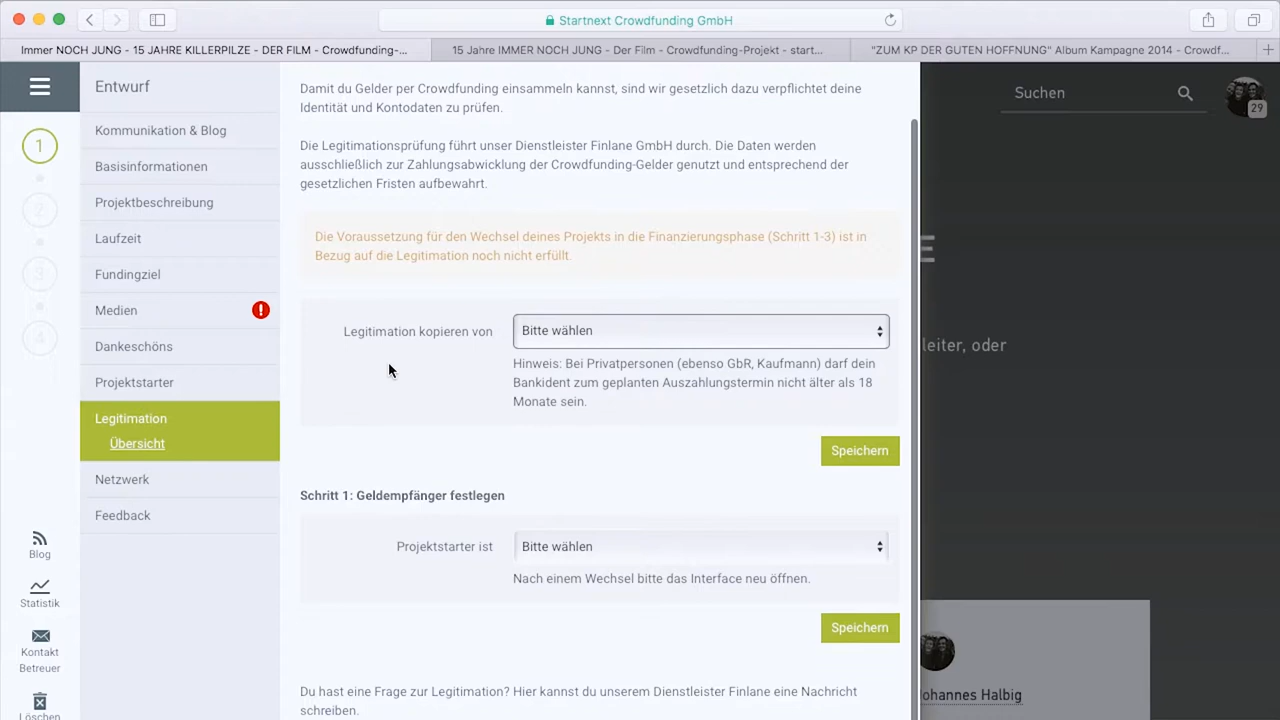 Startnext Crowdfunding GmbH
Immer NOCH JUNG - 15 JAHRE KILLERPILZE - DER FILM - Crowdfunding-...
15 Jahre IMMER NOCH JUNG - Der Film - Crowdfunding-Projekt - start...
"ZUM KP DER GUTEN HOFFNUNG" Album Kampagne 2014 - Crowdf...
Entwurf
Kommunikation & Blog
Basisinformationen
Projektbeschreibung
Laufzeit
Fundingziel
Medien
Dankeschöns
Projektstarter
Legitimation
Übersicht
Netzwerk
Feedback
1
2
3
4
Blog
Statistik
Kontakt
Betreuer
Löschen
Damit du Gelder per Crowdfunding einsammeln kannst, sind wir gesetzlich dazu verpflichtet deine
Identität und Kontodaten zu prüfen.
Die Legitimationsprüfung führt unser Dienstleister Finlane GmbH durch. Die Daten werden
ausschließlich zur Zahlungsabwicklung der Crowdfunding-Gelder genutzt und entsprechend der
gesetzlichen Fristen aufbewahrt.
Die Voraussetzung für den Wechsel deines Projekts in die Finanzierungsphase (Schritt 1-3) ist in
Bezug auf die Legitimation noch nicht erfüllt.
Legitimation kopieren von
Bitte wählen
Hinweis: Bei Privatpersonen (ebenso GbR, Kaufmann) darf dein
Bankident zum geplanten Auszahlungstermin nicht älter als 18
Monate sein.
Speichern
Schritt 1: Geldempfänger festlegen
Projektstarter ist
Bitte wählen
Nach einem Wechsel bitte das Interface neu öffnen.
Speichern
Du hast eine Frage zur Legitimation? Hier kannst du unserem Dienstleister Finlane eine Nachricht
schreiben.
Suchen
29
E
leiter, oder
ohannes Halbig